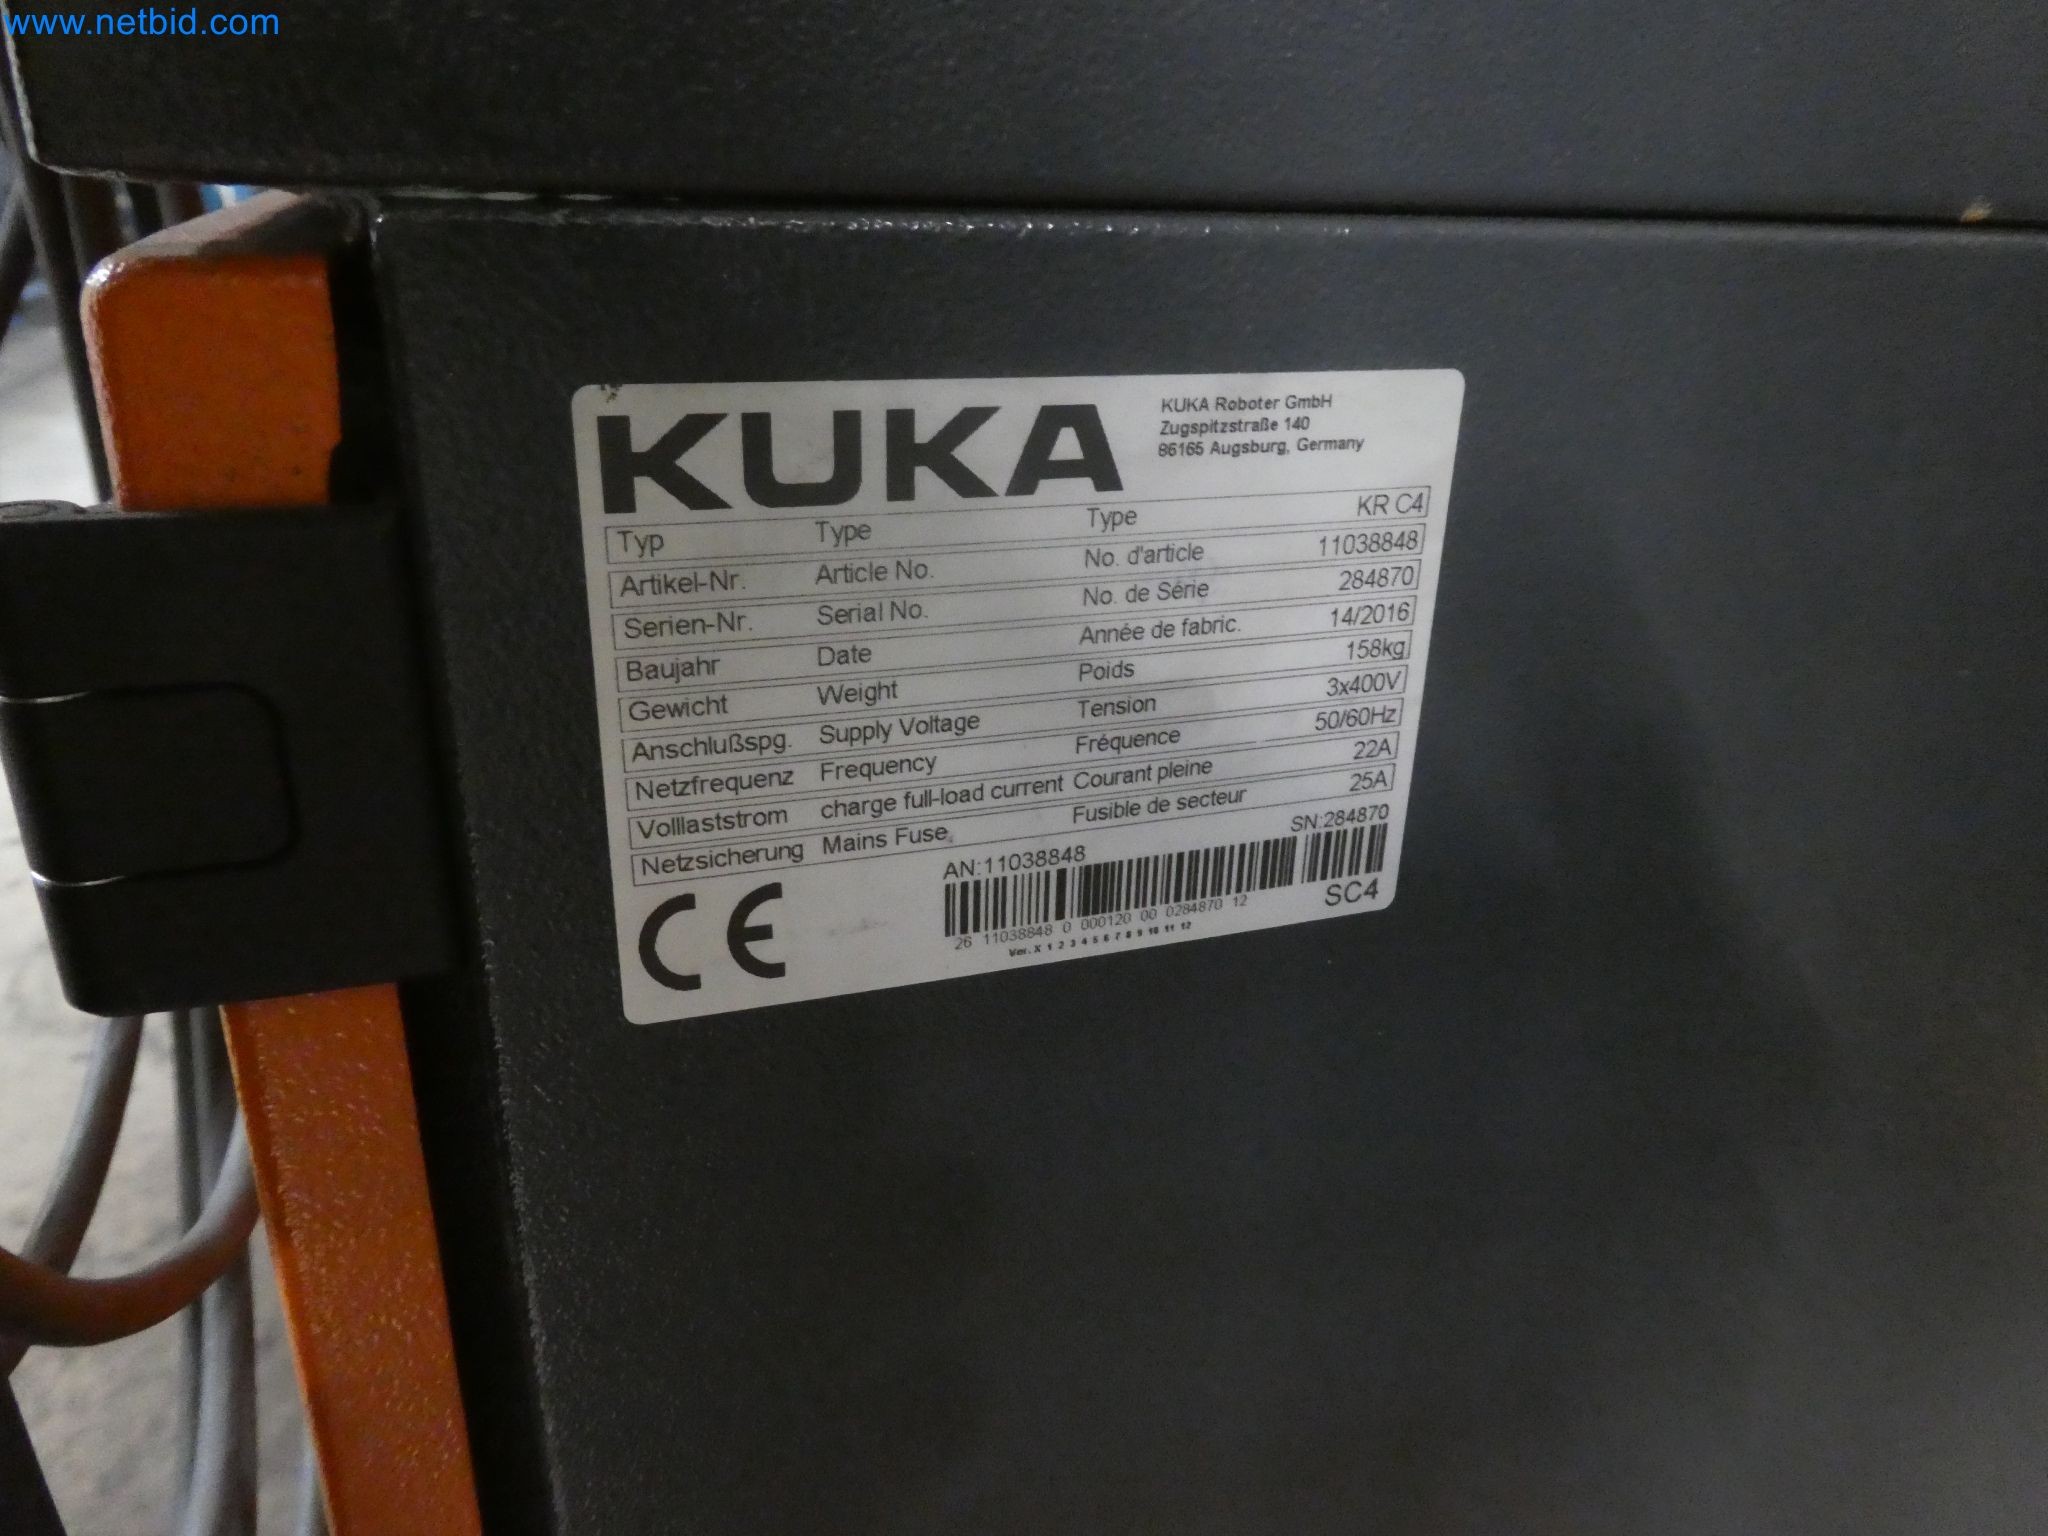 www.netbid.com
KUKA
KUKA Roboter GmbH
Zugspitzstraße 140
86165 Augsburg, Germany
Typ Type Type KR C4
Artikel-Nr. Article No. No. d'article 11038848
Serien-Nr. Serial No. No. de Série 284870
Baujahr Date Année de fabric. 14/2016
Gewicht Weight Poids 158kg
Anschlußspg. Supply Voltage Tension 3x400V
Netzfrequenz Frequency Fréquence 50/60Hz
Volllaststrom charge full-load current Courant pleine 22A
Netzsicherung Mains Fuse Fusible de secteur 25A
AN:11038848 SN:284870
26 11038848 0 000120 00 0284870 12
Ver. X 1 2 3 4 5 6 7 8 9 10 11 12
SC4
CE